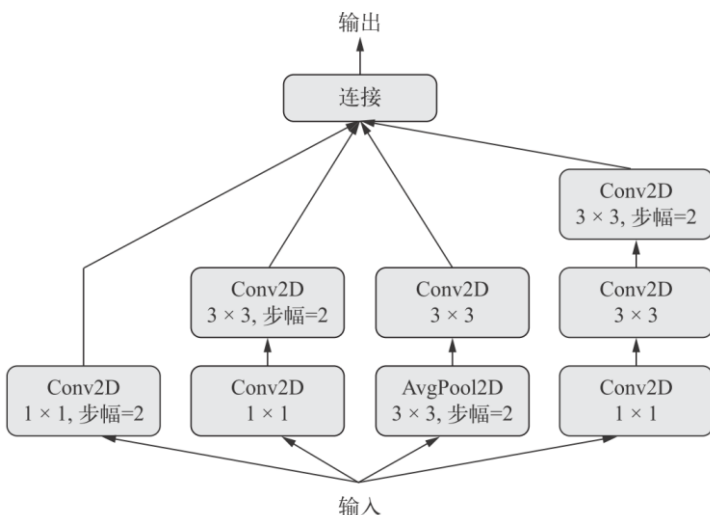 输出
连接
Conv2D
3 × 3, 步幅=2
Conv2D
3 × 3, 步幅=2
Conv2D
3 × 3
Conv2D
3 × 3
Conv2D
1 × 1, 步幅=2
Conv2D
1 × 1
AvgPool2D
3 × 3, 步幅=2
Conv2D
1 × 1
输入